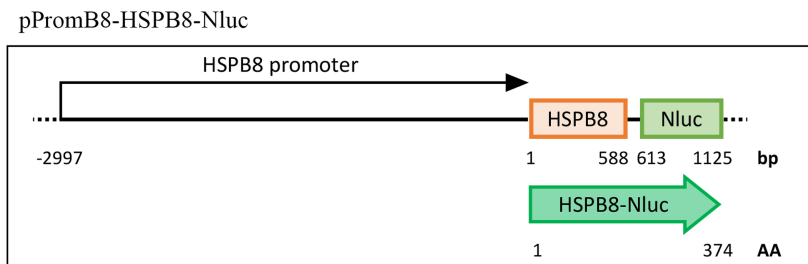 pPromB8-HSPB8-Nluc
HSPB8 promoter
HSPB8 Nluc
-2997 1 588 613 1125 bp
HSPB8-Nluc
1 374 AA